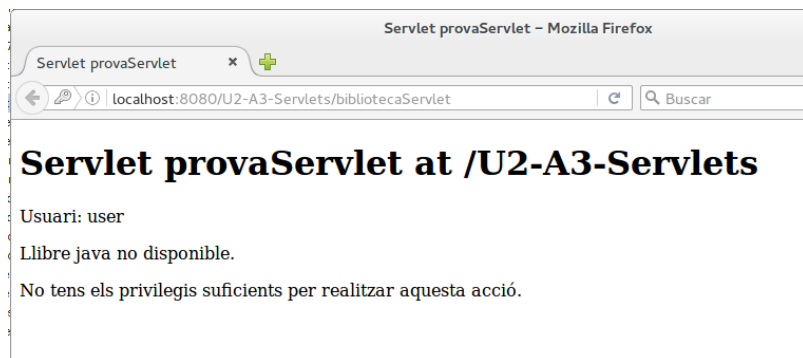 Servlet provaServlet – Mozilla Firefox
Servlet provaServlet
localhost:8080/U2-A3-Servlets/bibliotecaServlet
Buscar
Servlet provaServlet at /U2-A3-Servlets
Usuari: user
Llibre java no disponible.
No tens els privilegis suficients per realitzar aquesta acció.